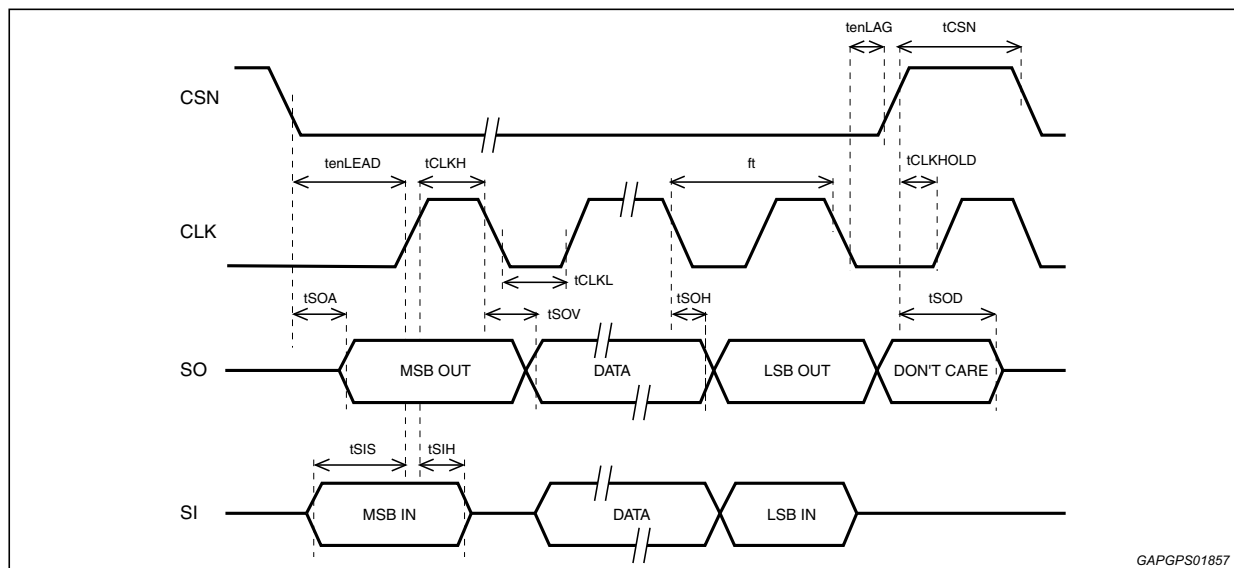 tenLAG tCSN
CSN
tenLEAD tCLKH ft tCLKHOLD
CLK
tCLKL
tSOA tSOV tSOH tSOD
SO MSB OUT DATA LSB OUT DON'T CARE
tSIS tSIH
SI MSB IN DATA LSB IN
GAPGPS01857